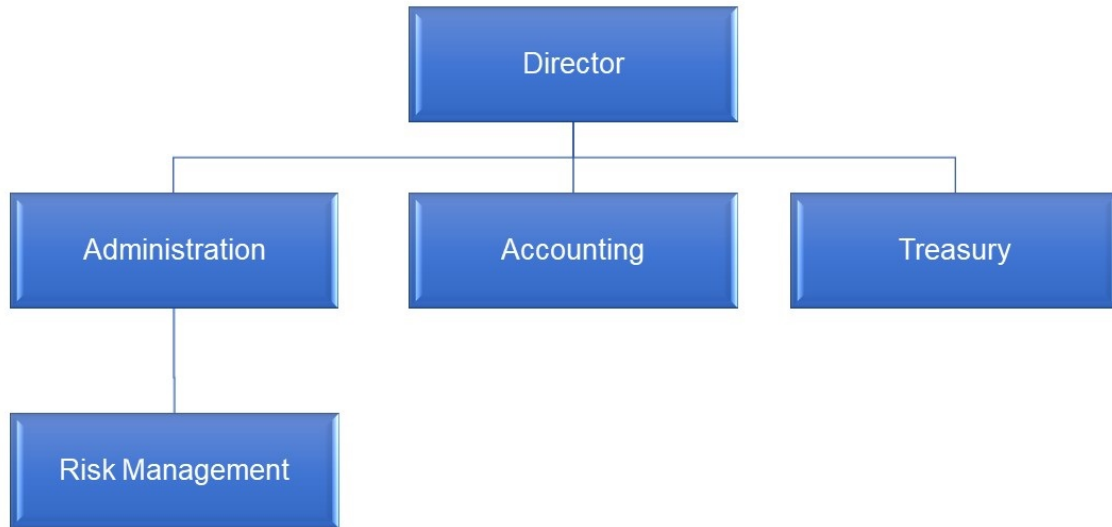 Director
Administration
Accounting
Treasury
Risk Management